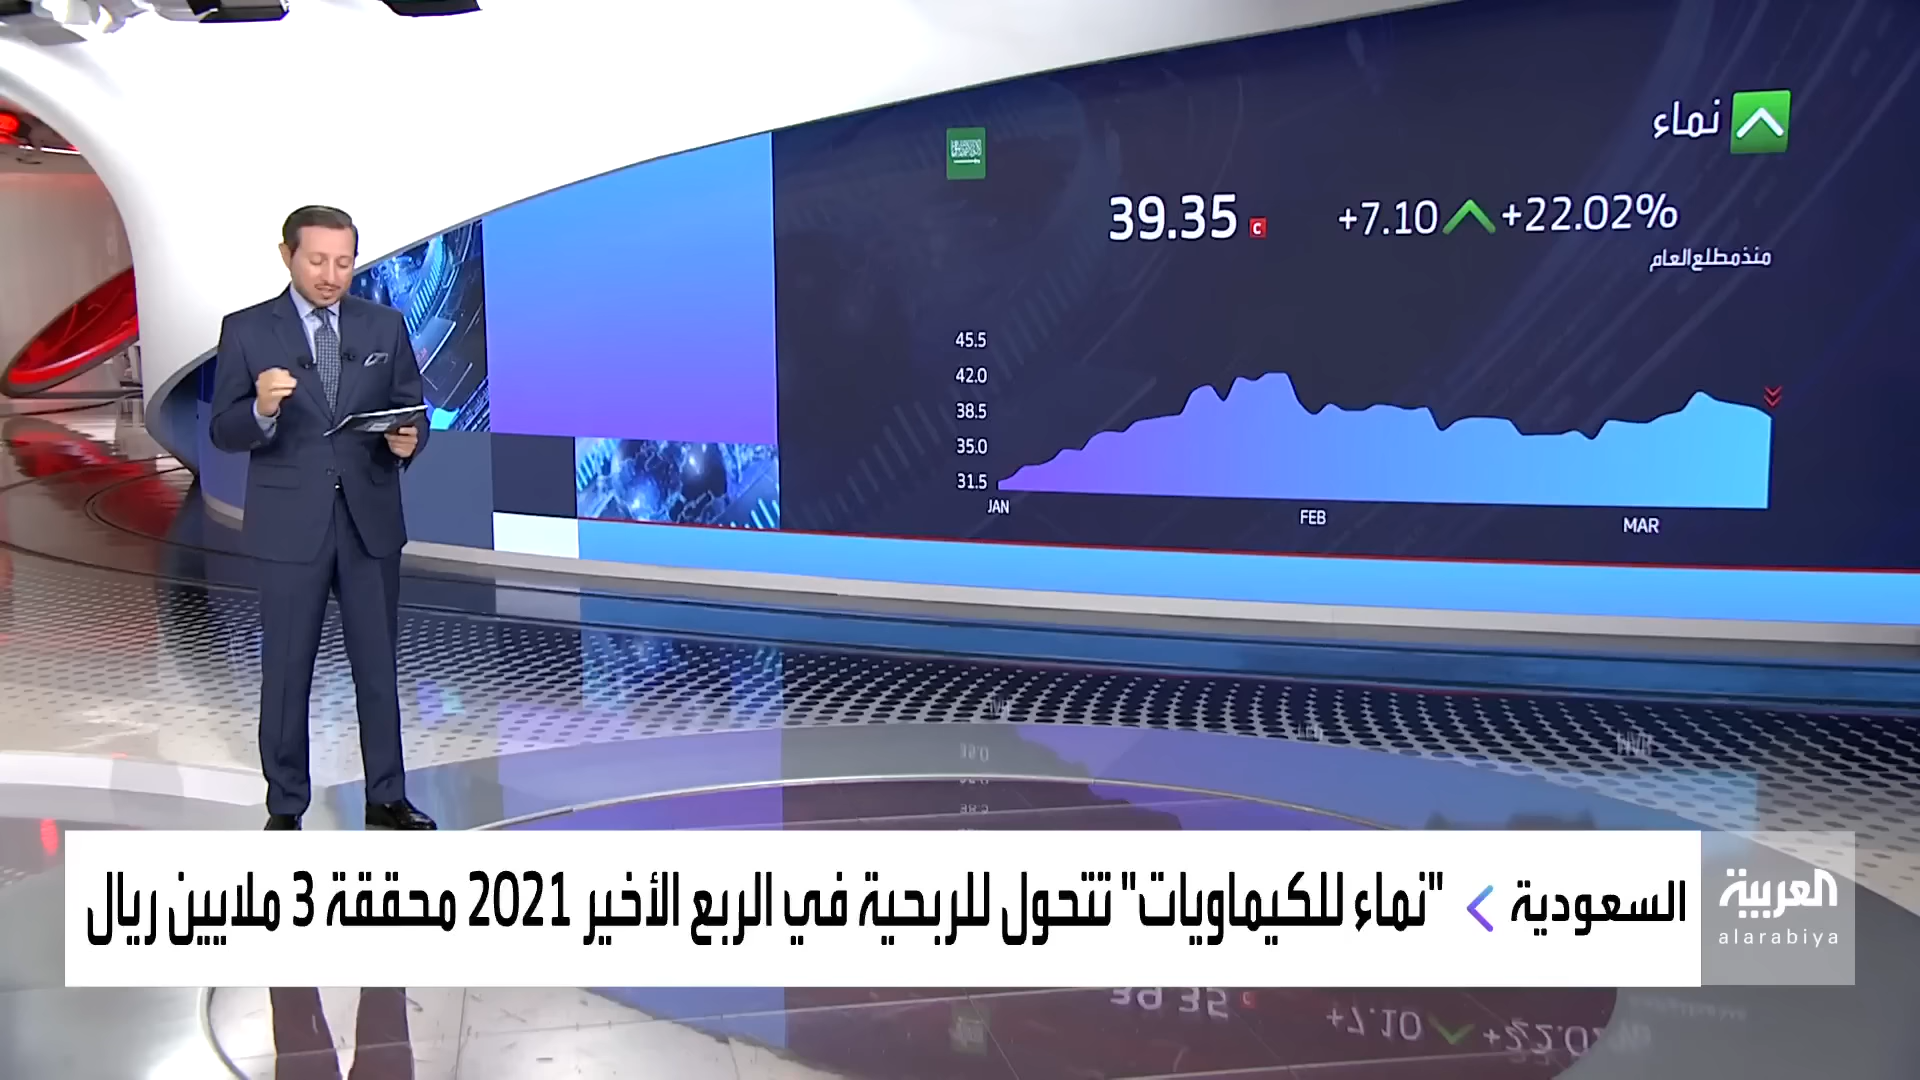 نماء
39.35 c +7.10 +22.02%
منذ مطلع العام
45.5
42.0
38.5
35.0
31.5
JAN FEB MAR
السعودية "نماء للكيماويات" تتحول للربحية في الربع الأخير 2021 محققة 3 ملايين ريال
العربية
alarabiya